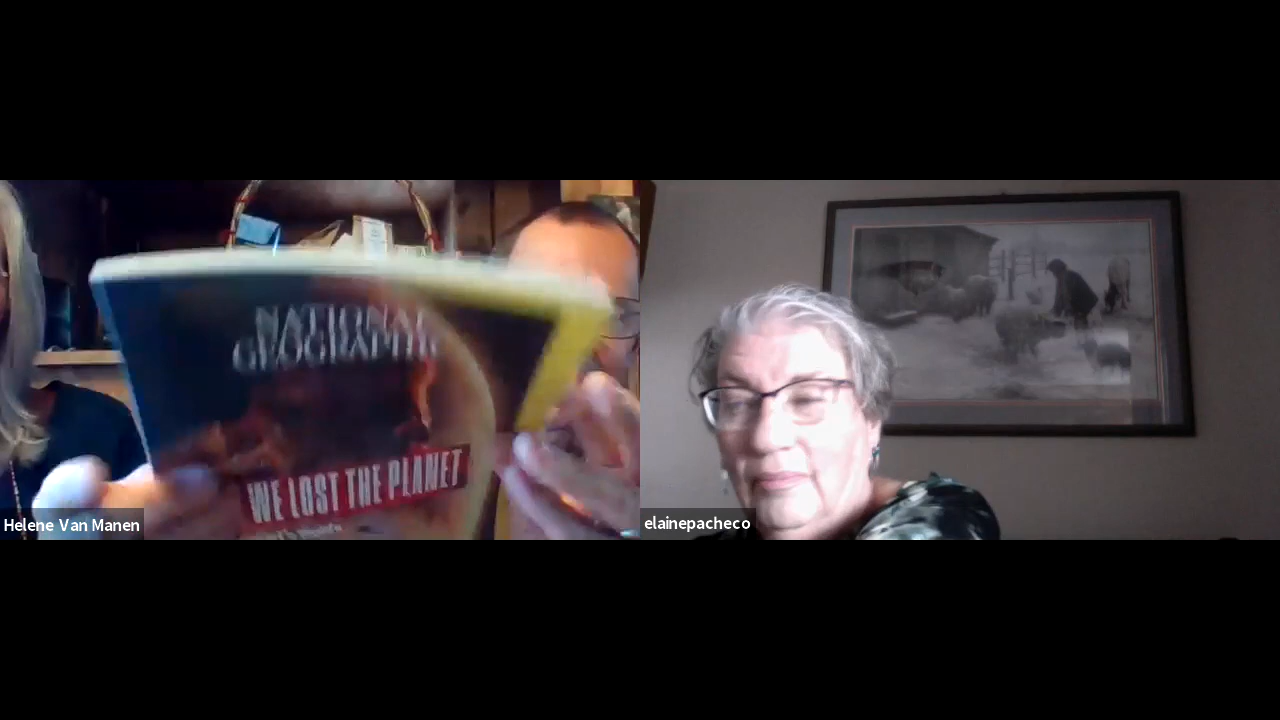 NATIONAL
GEOGRAPHIC
WE LOST THE PLANET
Helene Van Manen
elainepacheco